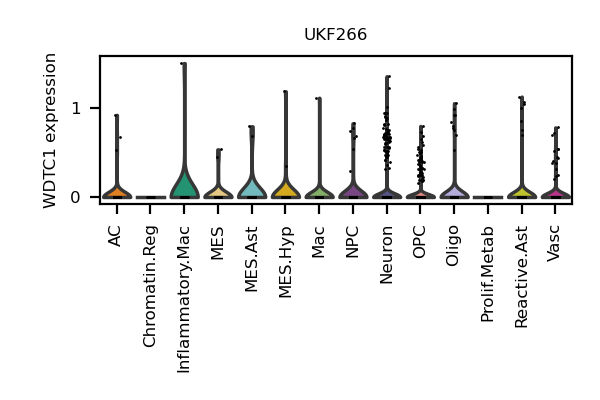 UKF266
WDTC1 expression
1
0
AC
Chromatin.Reg
Inflammatory.Mac
MES
MES.Ast
MES.Hyp
Mac
NPC
Neuron
OPC
Oligo
Prolif.Metab
Reactive.Ast
Vasc